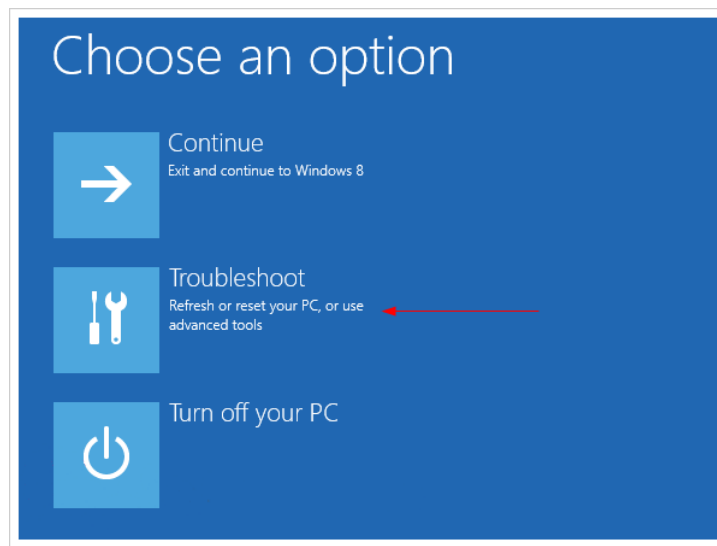 Choose an option
Continue
Exit and continue to Windows 8
Troubleshoot
Refresh or reset your PC, or use
advanced tools
Turn off your PC